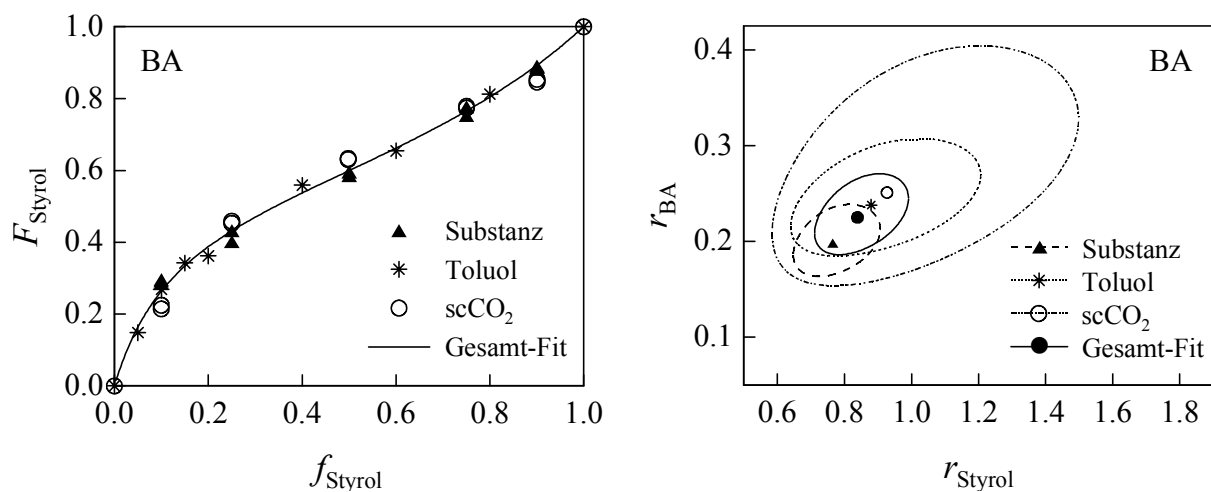 BA
1.0
0.8
0.6
0.4
0.2
0.0
F_Styrol
Substanz
Toluol
scCO₂
Gesamt-Fit
0.0 0.2 0.4 0.6 0.8 1.0
f_Styrol
BA
0.4
0.3
0.2
0.1
r_BA
Substanz
Toluol
scCO₂
Gesamt-Fit
0.6 0.8 1.0 1.2 1.4 1.6 1.8
r_Styrol